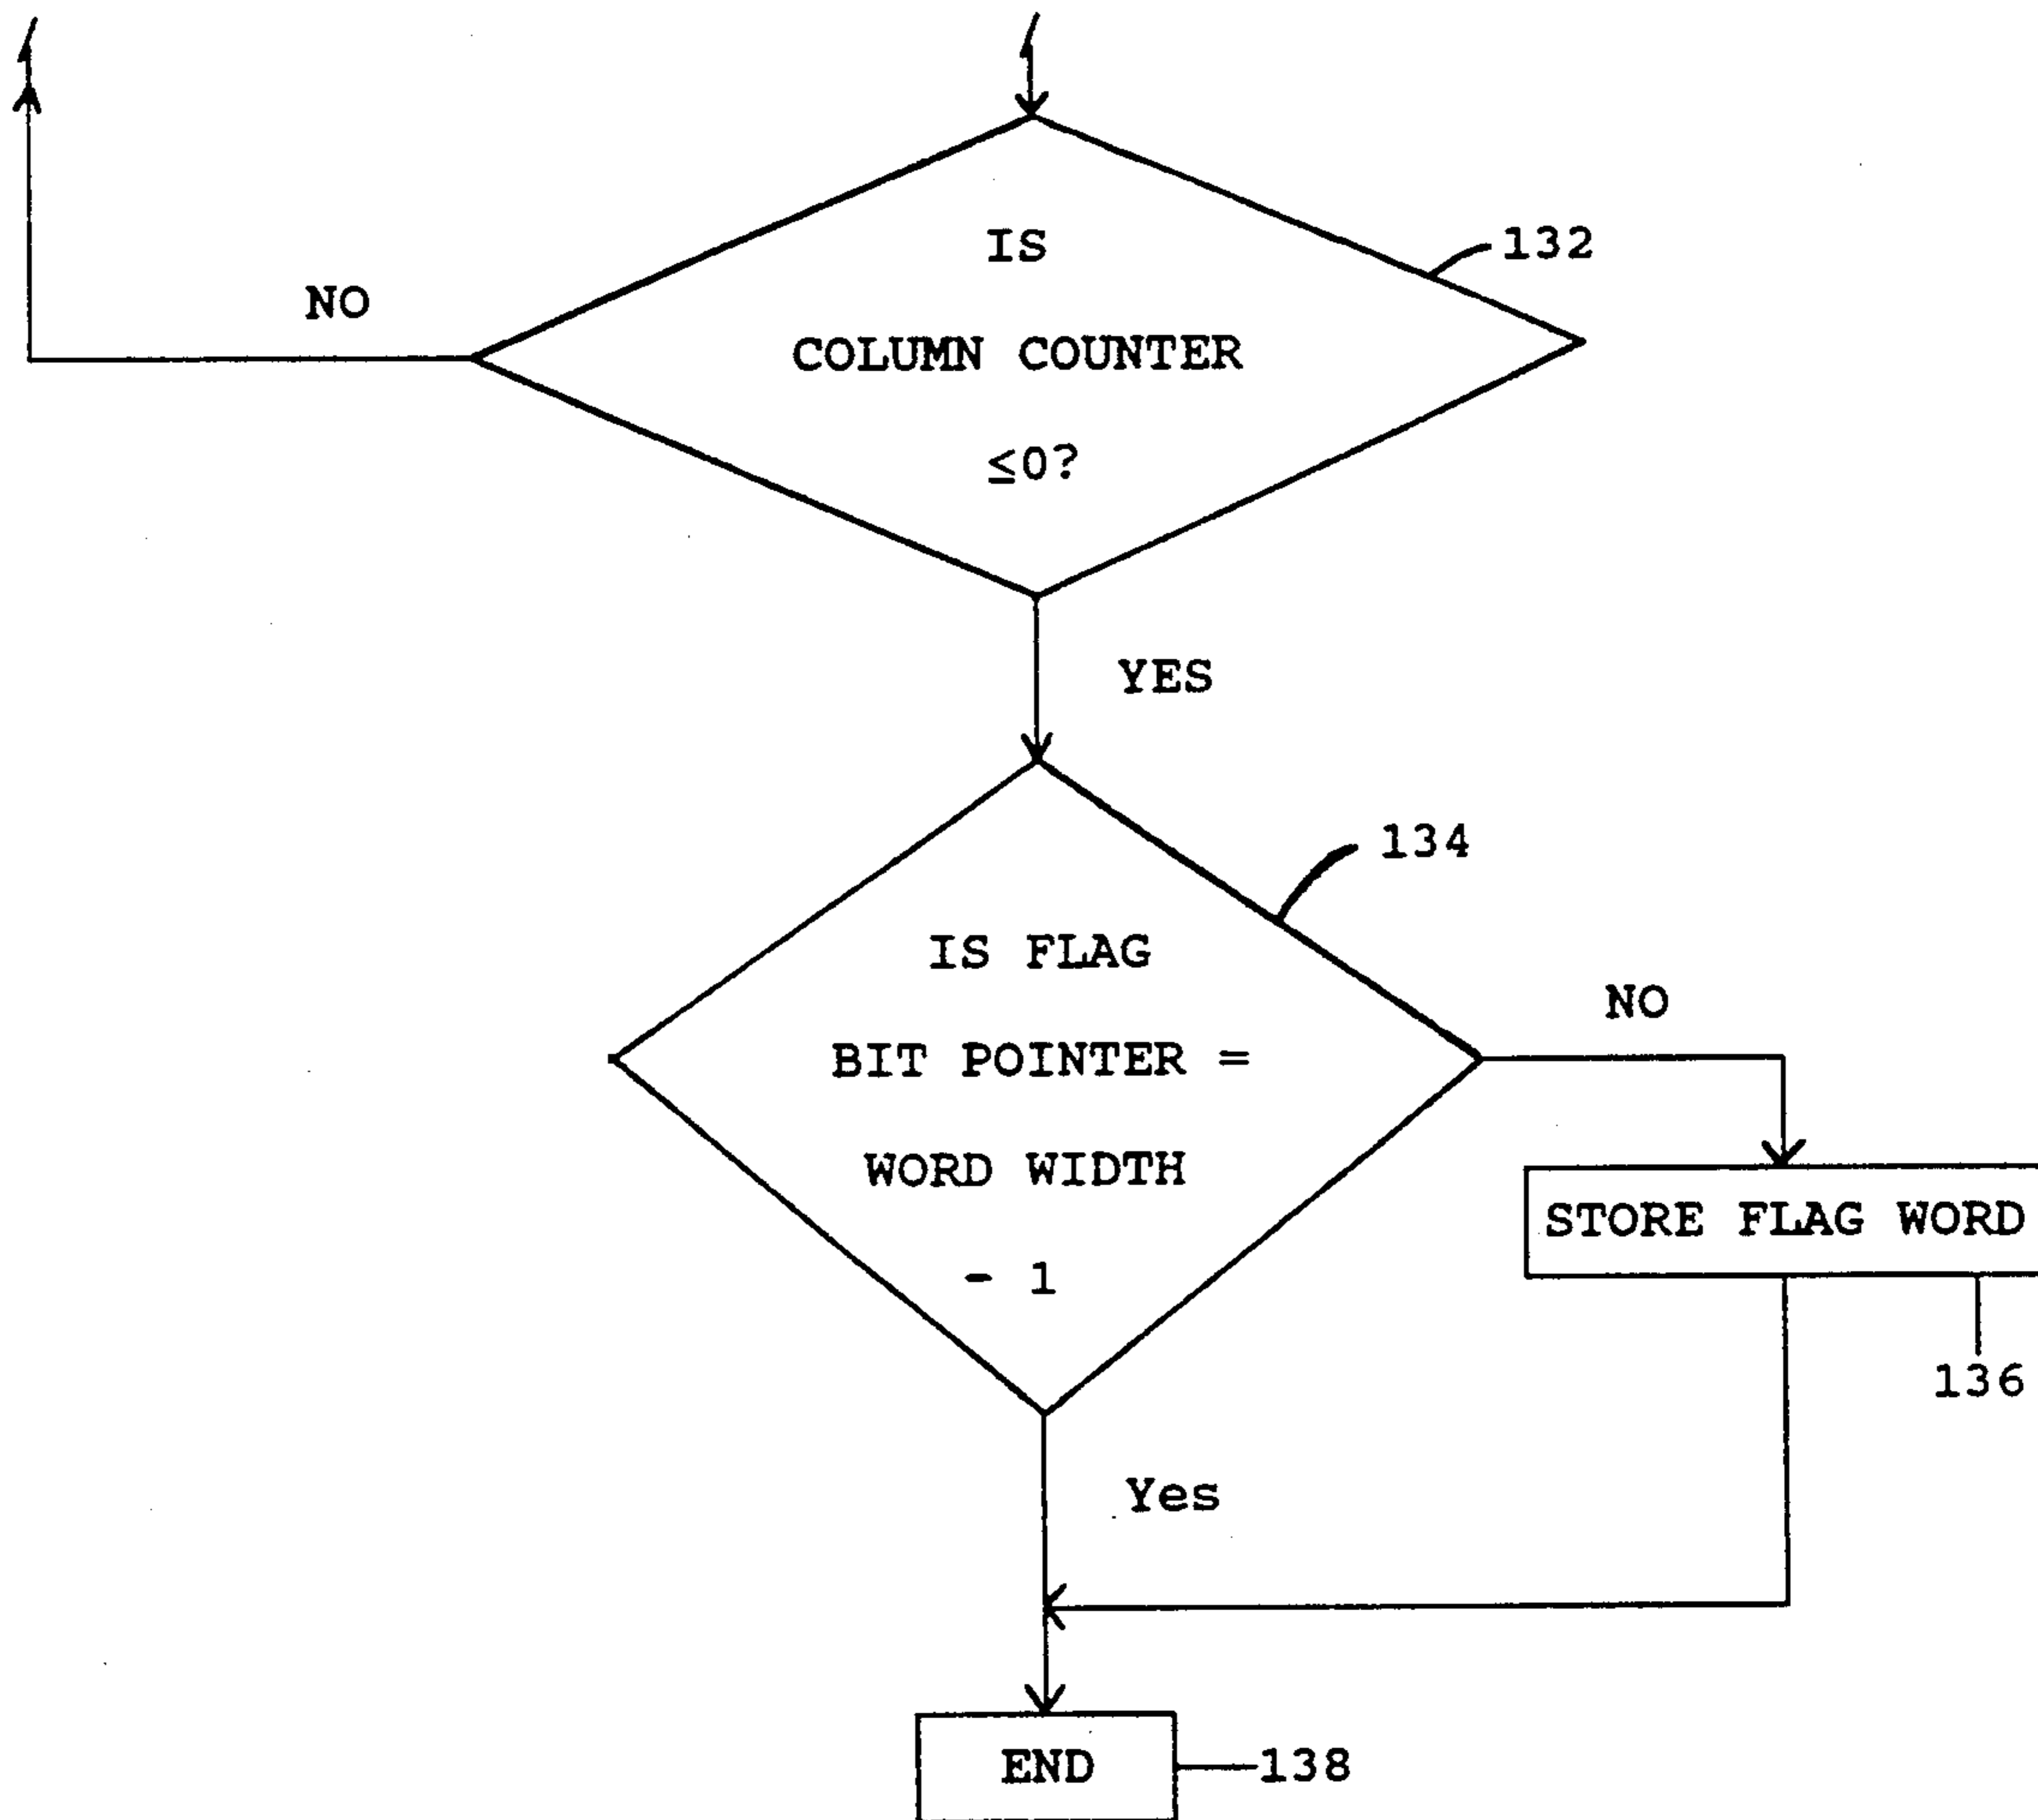 IS
132
NO
COLUMN COUNTER
≤0?
YES
134
IS FLAG
NO
BIT POINTER =
WORD WIDTH
STORE FLAG WORD
- 1
136
Yes
END
138